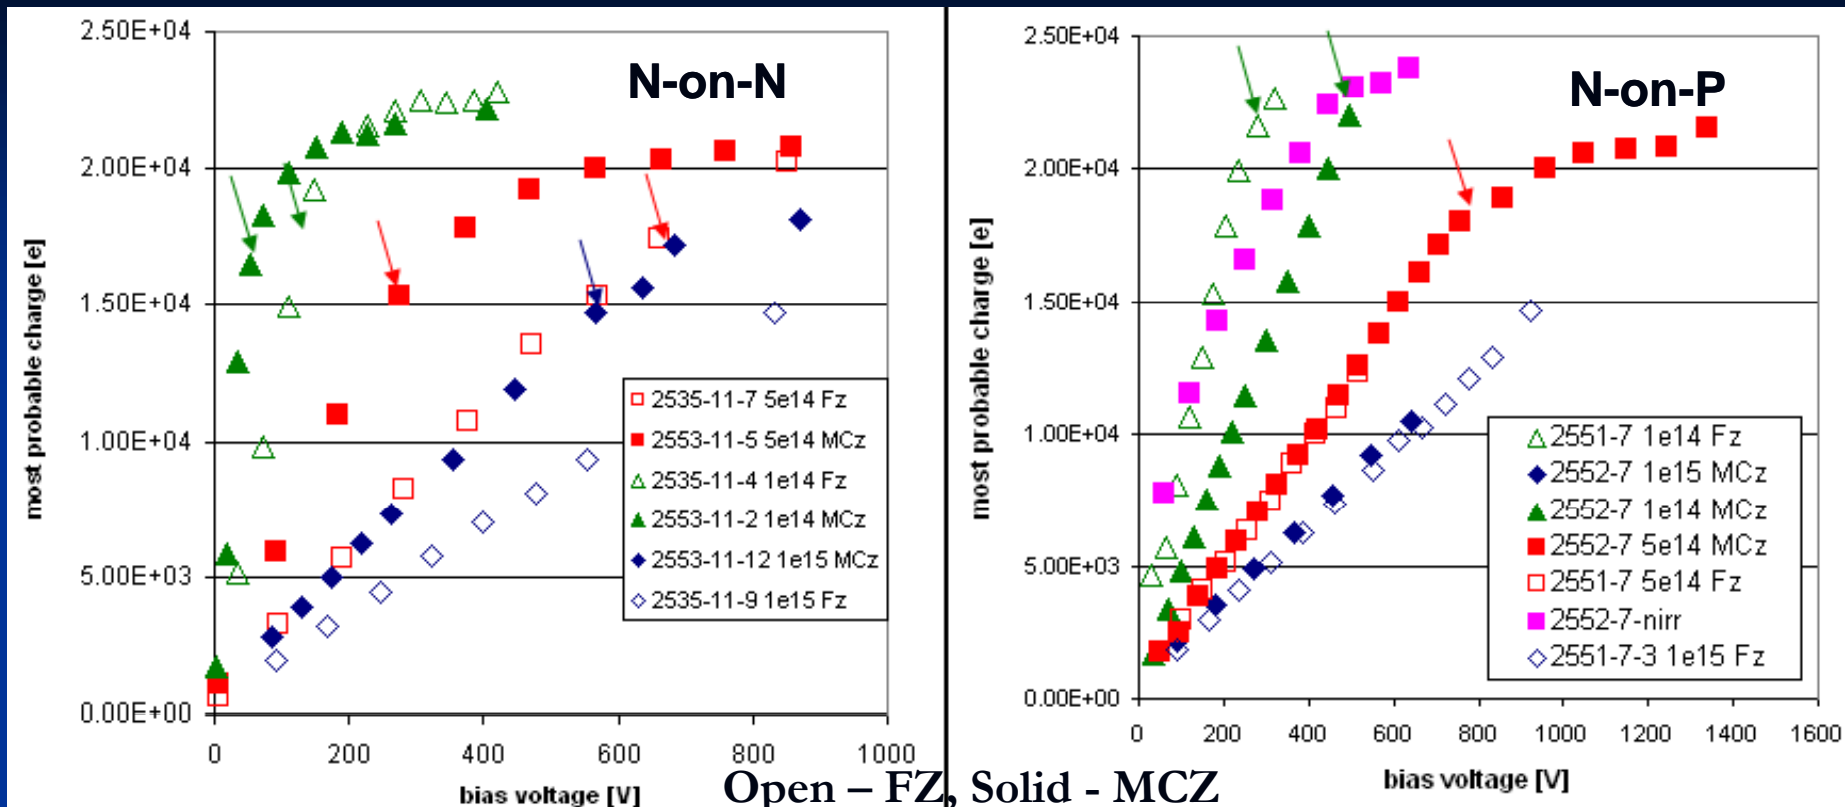 N-on-N
most probable charge [e]
2.50E+04
2.00E+04
1.50E+04
1.00E+04
5.00E+03
0.00E+00
0 200 400 600 800 1000
bias voltage [V]
2535-11-7 5e14 Fz
2553-11-5 5e14 MCz
2535-11-4 1e14 Fz
2553-11-2 1e14 MCz
2553-11-12 1e15 MCz
2535-11-9 1e15 Fz
N-on-P
most probable charge [e]
2.50E+04
2.00E+04
1.50E+04
1.00E+04
5.00E+03
0.00E+00
0 200 400 600 800 1000 1200 1400 1600
bias voltage [V]
2551-7 1e14 Fz
2552-7 1e15 MCz
2552-7 1e14 MCz
2552-7 5e14 MCz
2551-7 5e14 Fz
2552-7-nirr
2551-7-3 1e15 Fz
Open – FZ, Solid - MCZ